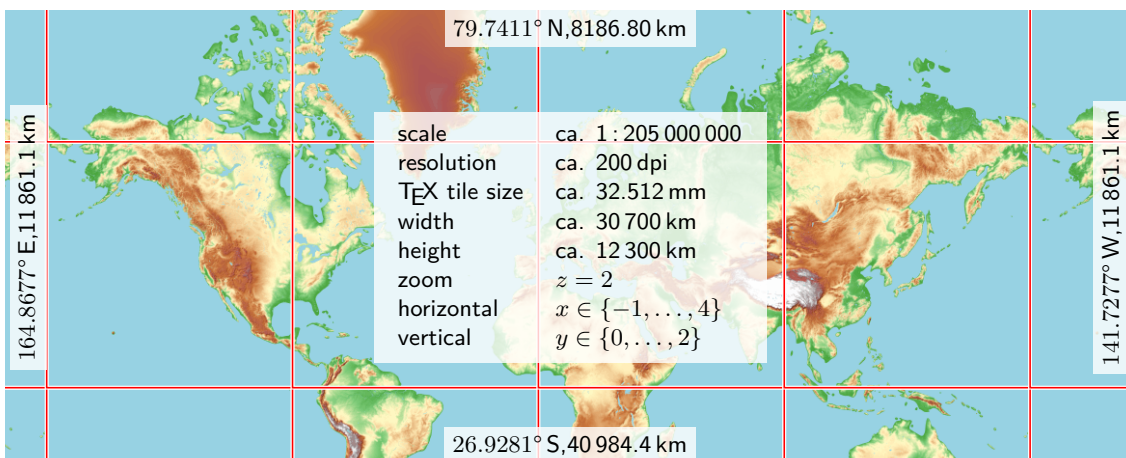 79.7411° N,8186.80 km
164.8677° E,11 861.1 km
scale ca. 1 : 205 000 000
resolution ca. 200 dpi
TEX tile size ca. 32.512 mm
width ca. 30 700 km
height ca. 12 300 km
zoom z = 2
horizontal x ∈ {−1, . . . , 4}
vertical y ∈ {0, . . . , 2}
141.7277° W,11 861.1 km
26.9281° S,40 984.4 km